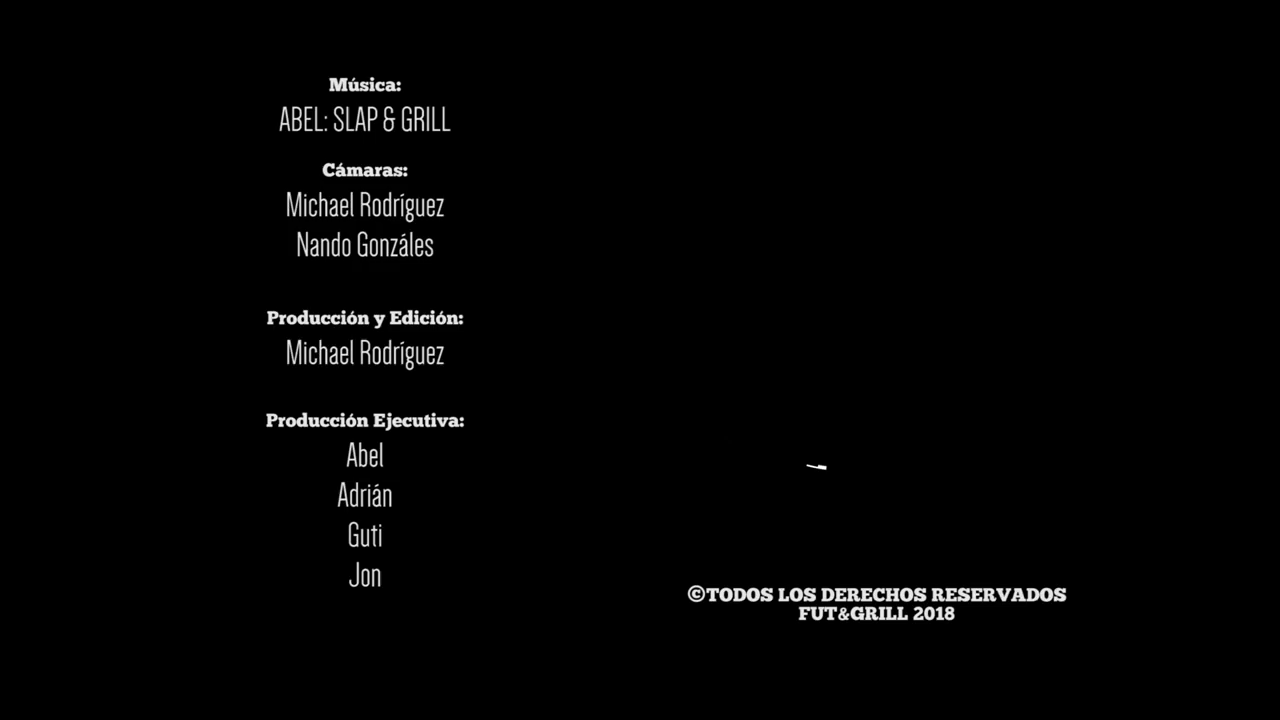 Música:
ABEL: SLAP & GRILL
Cámaras:
Michael Rodríguez
Nando Gonzáles
Producción y Edición:
Michael Rodríguez
Producción Ejecutiva:
Abel
Adrián
Guti
Jon
©TODOS LOS DERECHOS RESERVADOS
FUT&GRILL 2018